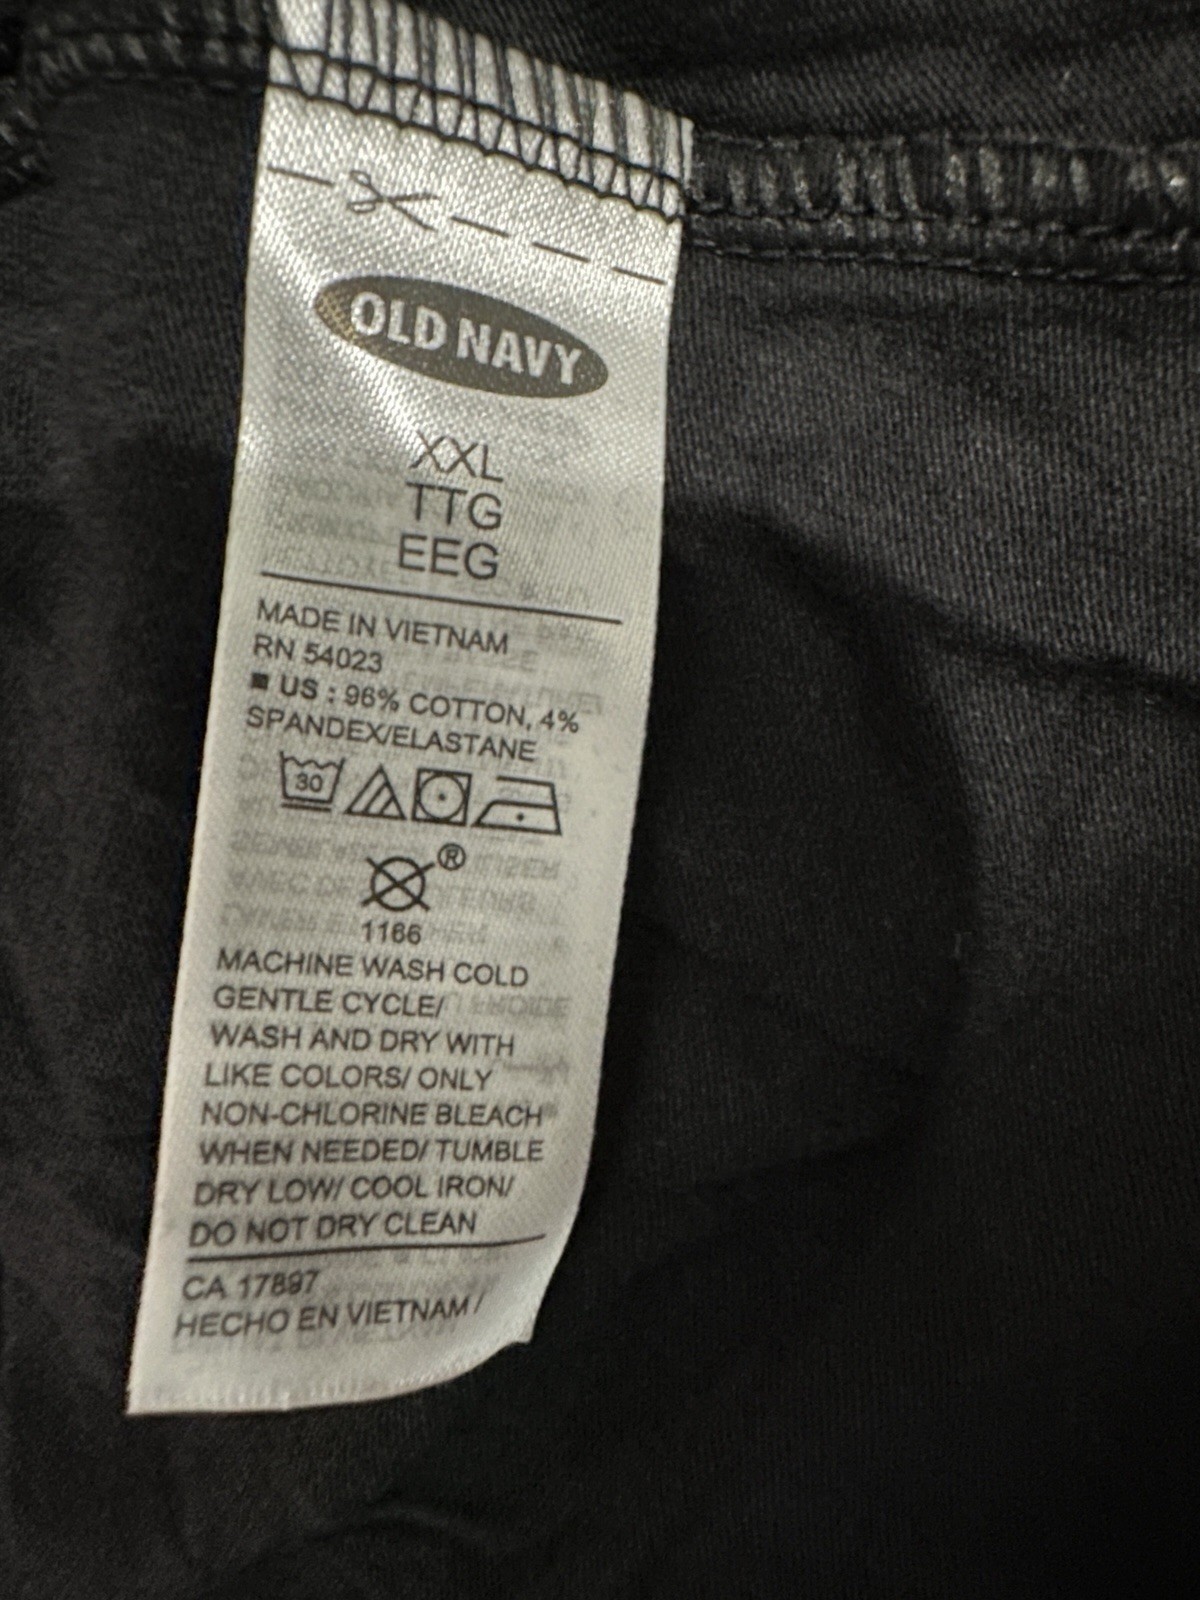 OLD NAVY
XXL
TTG
EEG
MADE IN VIETNAM
RN 54023
■ US : 96% COTTON, 4%
SPANDEX/ELASTANE
30
®
1166
MACHINE WASH COLD
GENTLE CYCLE/
WASH AND DRY WITH
LIKE COLORS/ ONLY
NON-CHLORINE BLEACH
WHEN NEEDED/ TUMBLE
DRY LOW/ COOL IRON/
DO NOT DRY CLEAN
CA 17897
HECHO EN VIETNAM /